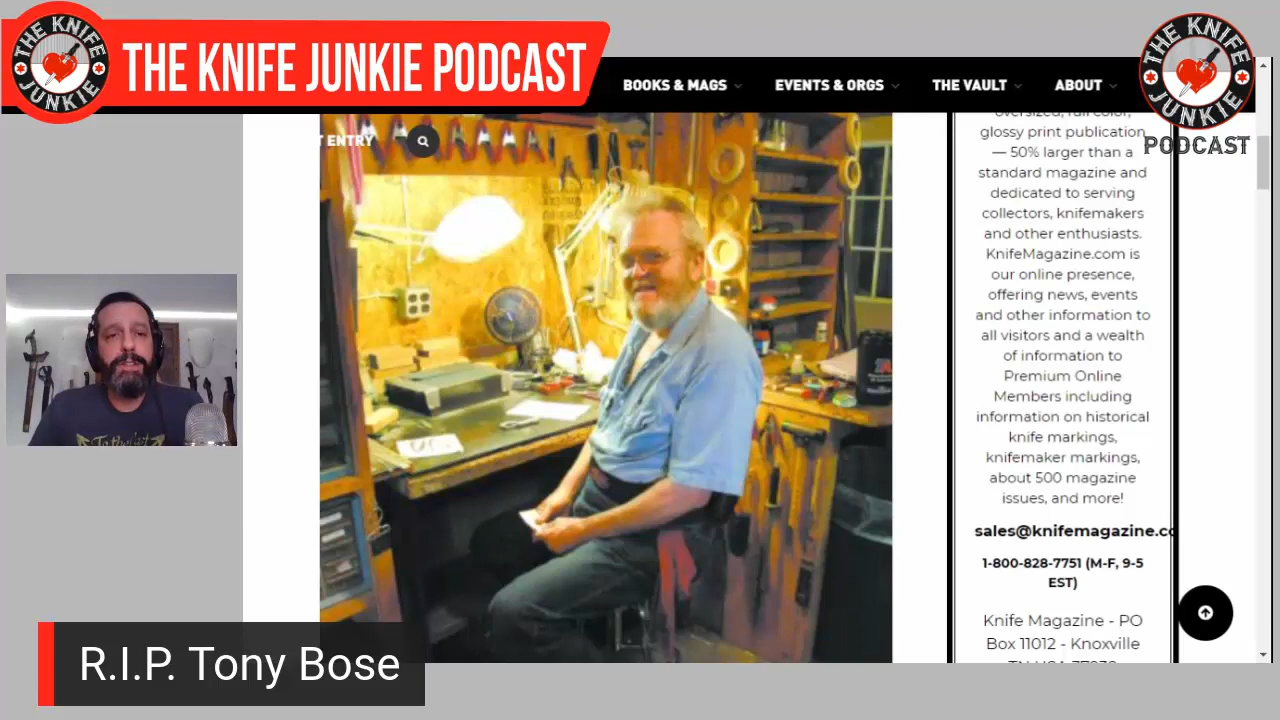 THE KNIFE JUNKIE
THE KNIFE JUNKIE PODCAST
BOOKS & MAGS
EVENTS & ORGS
THE VAULT
ABOUT
THE KNIFE JUNKIE
PODCAST
T ENTRY
oversized, full color,
glossy print publication
— 50% larger than a
standard magazine and
dedicated to serving
collectors, knifemakers
and other enthusiasts.
KnifeMagazine.com is
our online presence,
offering news, events
and other information to
all visitors and a wealth
of information to
Premium Online
Members including
information on historical
knife markings,
knifemaker markings,
about 500 magazine
issues, and more!
sales@knifemagazine.co
1-800-828-7751 (M-F, 9-5
EST)
Knife Magazine - PO
Box 11012 - Knoxville
R.I.P. Tony Bose